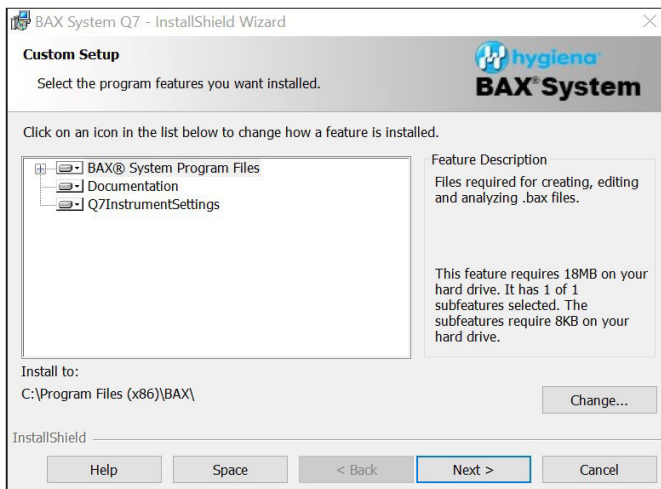 BAX System Q7 - InstallShield Wizard
Custom Setup
Select the program features you want installed.
hygiena
BAX® System
Click on an icon in the list below to change how a feature is installed.
BAX® System Program Files
Documentation
Q7InstrumentSettings
Feature Description
Files required for creating, editing
and analyzing .bax files.
This feature requires 18MB on your
hard drive. It has 1 of 1
subfeatures selected. The
subfeatures require 8KB on your
hard drive.
Install to:
C:\Program Files (x86)\BAX\
Change...
InstallShield
Help
Space
< Back
Next >
Cancel